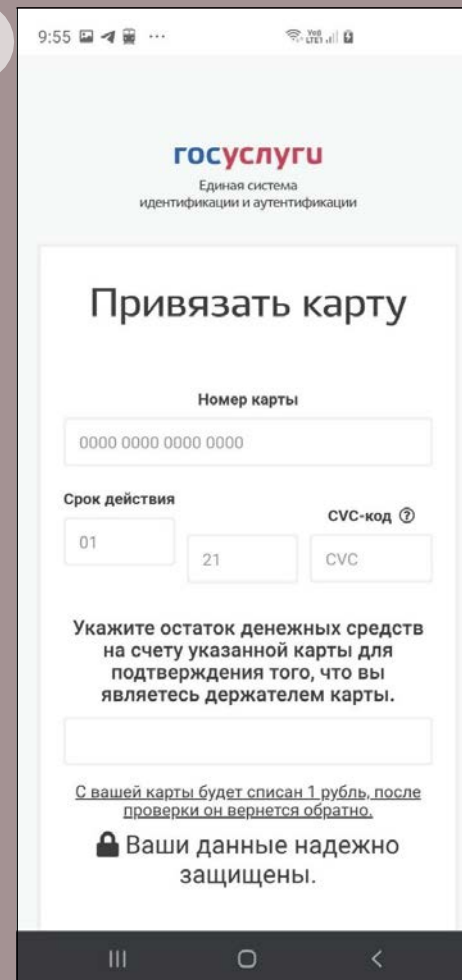 9:55 ...
Vo))
LTE1
госуслуги
Единая система
идентификации и аутентификации
Привязать карту
Номер карты
0000 0000 0000 0000
Срок действия
CVC-код ?
01
21
CVC
Укажите остаток денежных средств
на счету указанной карты для
подтверждения того, что вы
являетесь держателем карты.
С вашей карты будет списан 1 рубль, после
проверки он вернется обратно.
Ваши данные надежно
защищены.